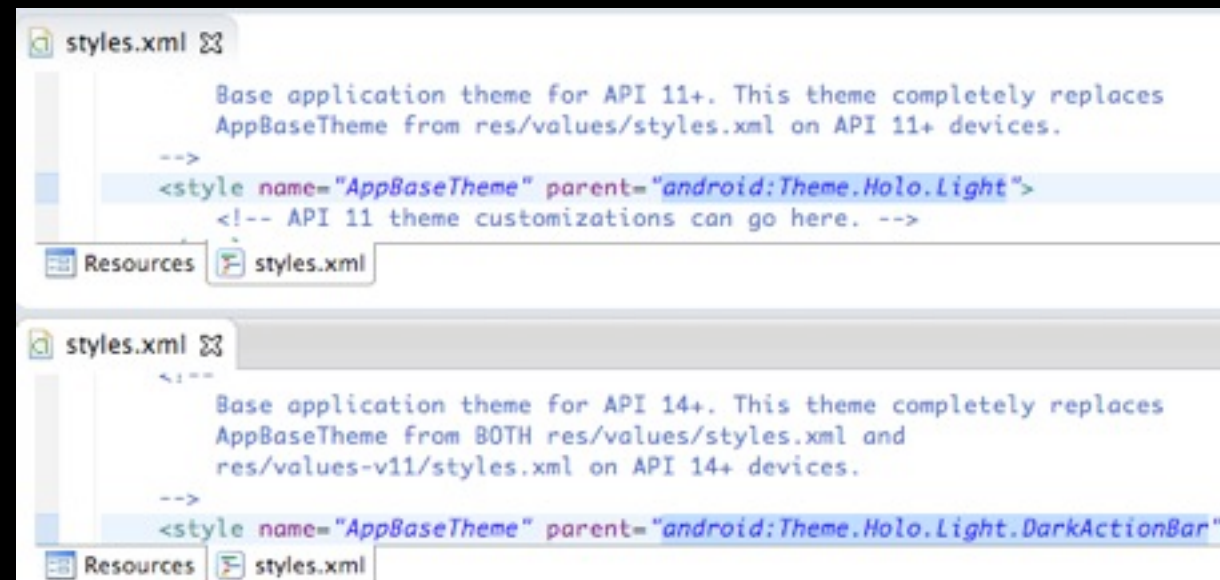 styles.xml
Base application theme for API 11+. This theme completely replaces
AppBaseTheme from res/values/styles.xml on API 11+ devices.
-->
<style name="AppBaseTheme" parent="android:Theme.Holo.Light">
<!-- API 11 theme customizations can go here. -->
Resources styles.xml
styles.xml
<!--
Base application theme for API 14+. This theme completely replaces
AppBaseTheme from BOTH res/values/styles.xml and
res/values-v11/styles.xml on API 14+ devices.
-->
<style name="AppBaseTheme" parent="android:Theme.Holo.Light.DarkActionBar"
Resources styles.xml